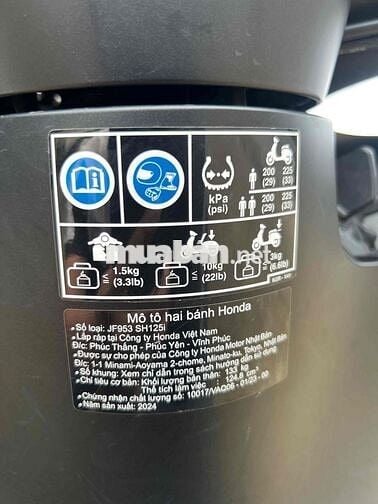 200 225
(29) (33)
kPa
(psi)
200 225
(29) (33)
≤ 1.5kg
(3.3lb)
≤ 10kg
(22lb)
≤ 3kg
(6.6lb)
muaban.net
Mô tô hai bánh Honda
• Số loại: JF953 SH125i
• Lắp ráp tại Công ty Honda Việt Nam
Đ/c: Phúc Thắng - Phúc Yên - Vĩnh Phúc
• Được sự cho phép của Công ty Honda Motor Nhật Bản
Đ/c: 1-1 Minami-Aoyama 2-chome, Minato-ku, Tokyo, Nhật Bản
• Số khung: Xem chỉ dẫn trong sách hướng dẫn sử dụng
• Chỉ tiêu cơ bản: Khối lượng bản thân: 133 kg
Thể tích làm việc: 124,8 cm³
• Chứng nhận chất lượng số: 10017/VAQ06 - 01/23 - 00
• Năm sản xuất: 2024